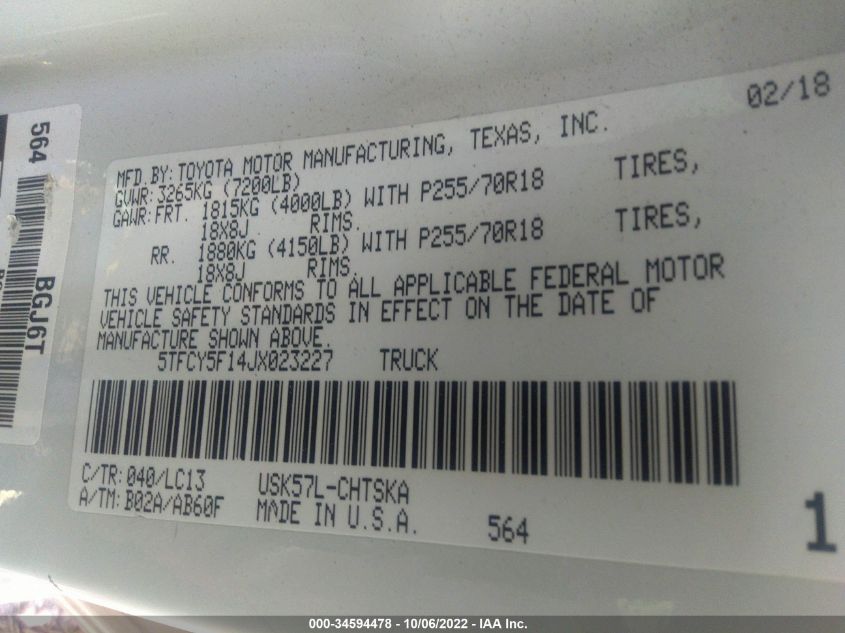 02/18
MFD.BY:TOYOTA MOTOR MANUFACTURING, TEXAS, INC.
GVWR:3265KG (7200LB)
GAWR:FRT. 1815KG (4000LB) WITH P255/70R18 TIRES,
18X8J RIMS.
RR. 1880KG (4150LB) WITH P255/70R18 TIRES,
18X8J RIMS.
THIS VEHICLE CONFORMS TO ALL APPLICABLE FEDERAL MOTOR
VEHICLE SAFETY STANDARDS IN EFFECT ON THE DATE OF
MANUFACTURE SHOWN ABOVE.
5TFCY5F14JX023227 TRUCK
C/TR:040/LC13 USK57L-CHTSKA
A/TM:B02A/AB60F MADE IN U.S.A. 564
1
564
BGJ6T
000-34594478 - 10/06/2022 - IAA Inc.